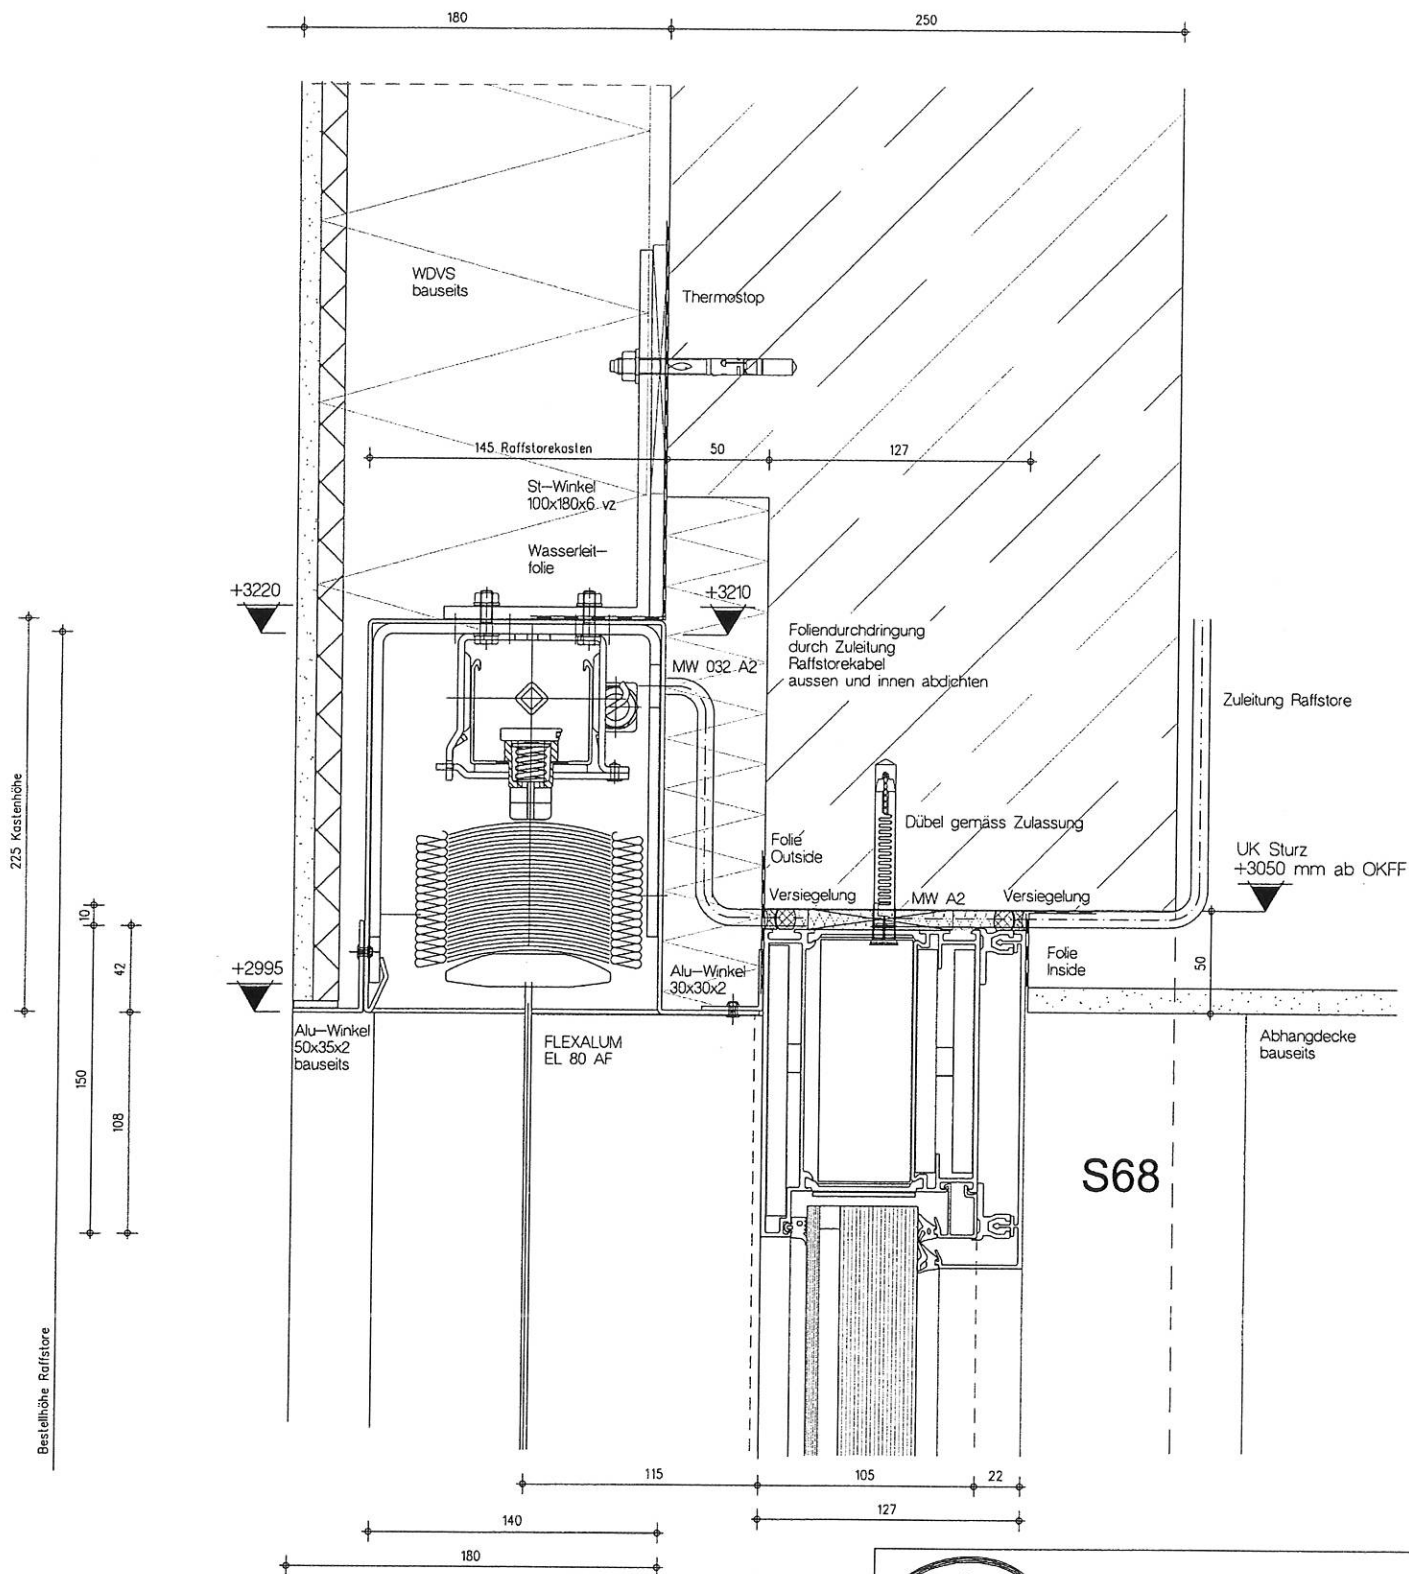 180
250
WDVS
bauseits
Thermostop
145 Raffstorekasten
50
127
St-Winkel
100x180x6 vz
Wasserleit-
folie
+3220
+3210
Foliendurchdringung
durch Zuleitung
Raffstorekabel
aussen und innen abdichten
MW 032 A2
Zuleitung Raffstore
225 Kastenhöhe
Dübel gemäss Zulassung
Folie
Outside
UK Sturz
+3050 mm ab OKFF
Versiegelung
MW A2
Versiegelung
10
42
+2995
Alu-Winkel
30x30x2
Folie
Inside
50
Alu-Winkel
50x35x2
bauseits
FLEXALUM
EL 80 AF
Abhangdecke
bauseits
150
108
S68
Bestellhöhe Raffstore
115
105
22
127
140
180